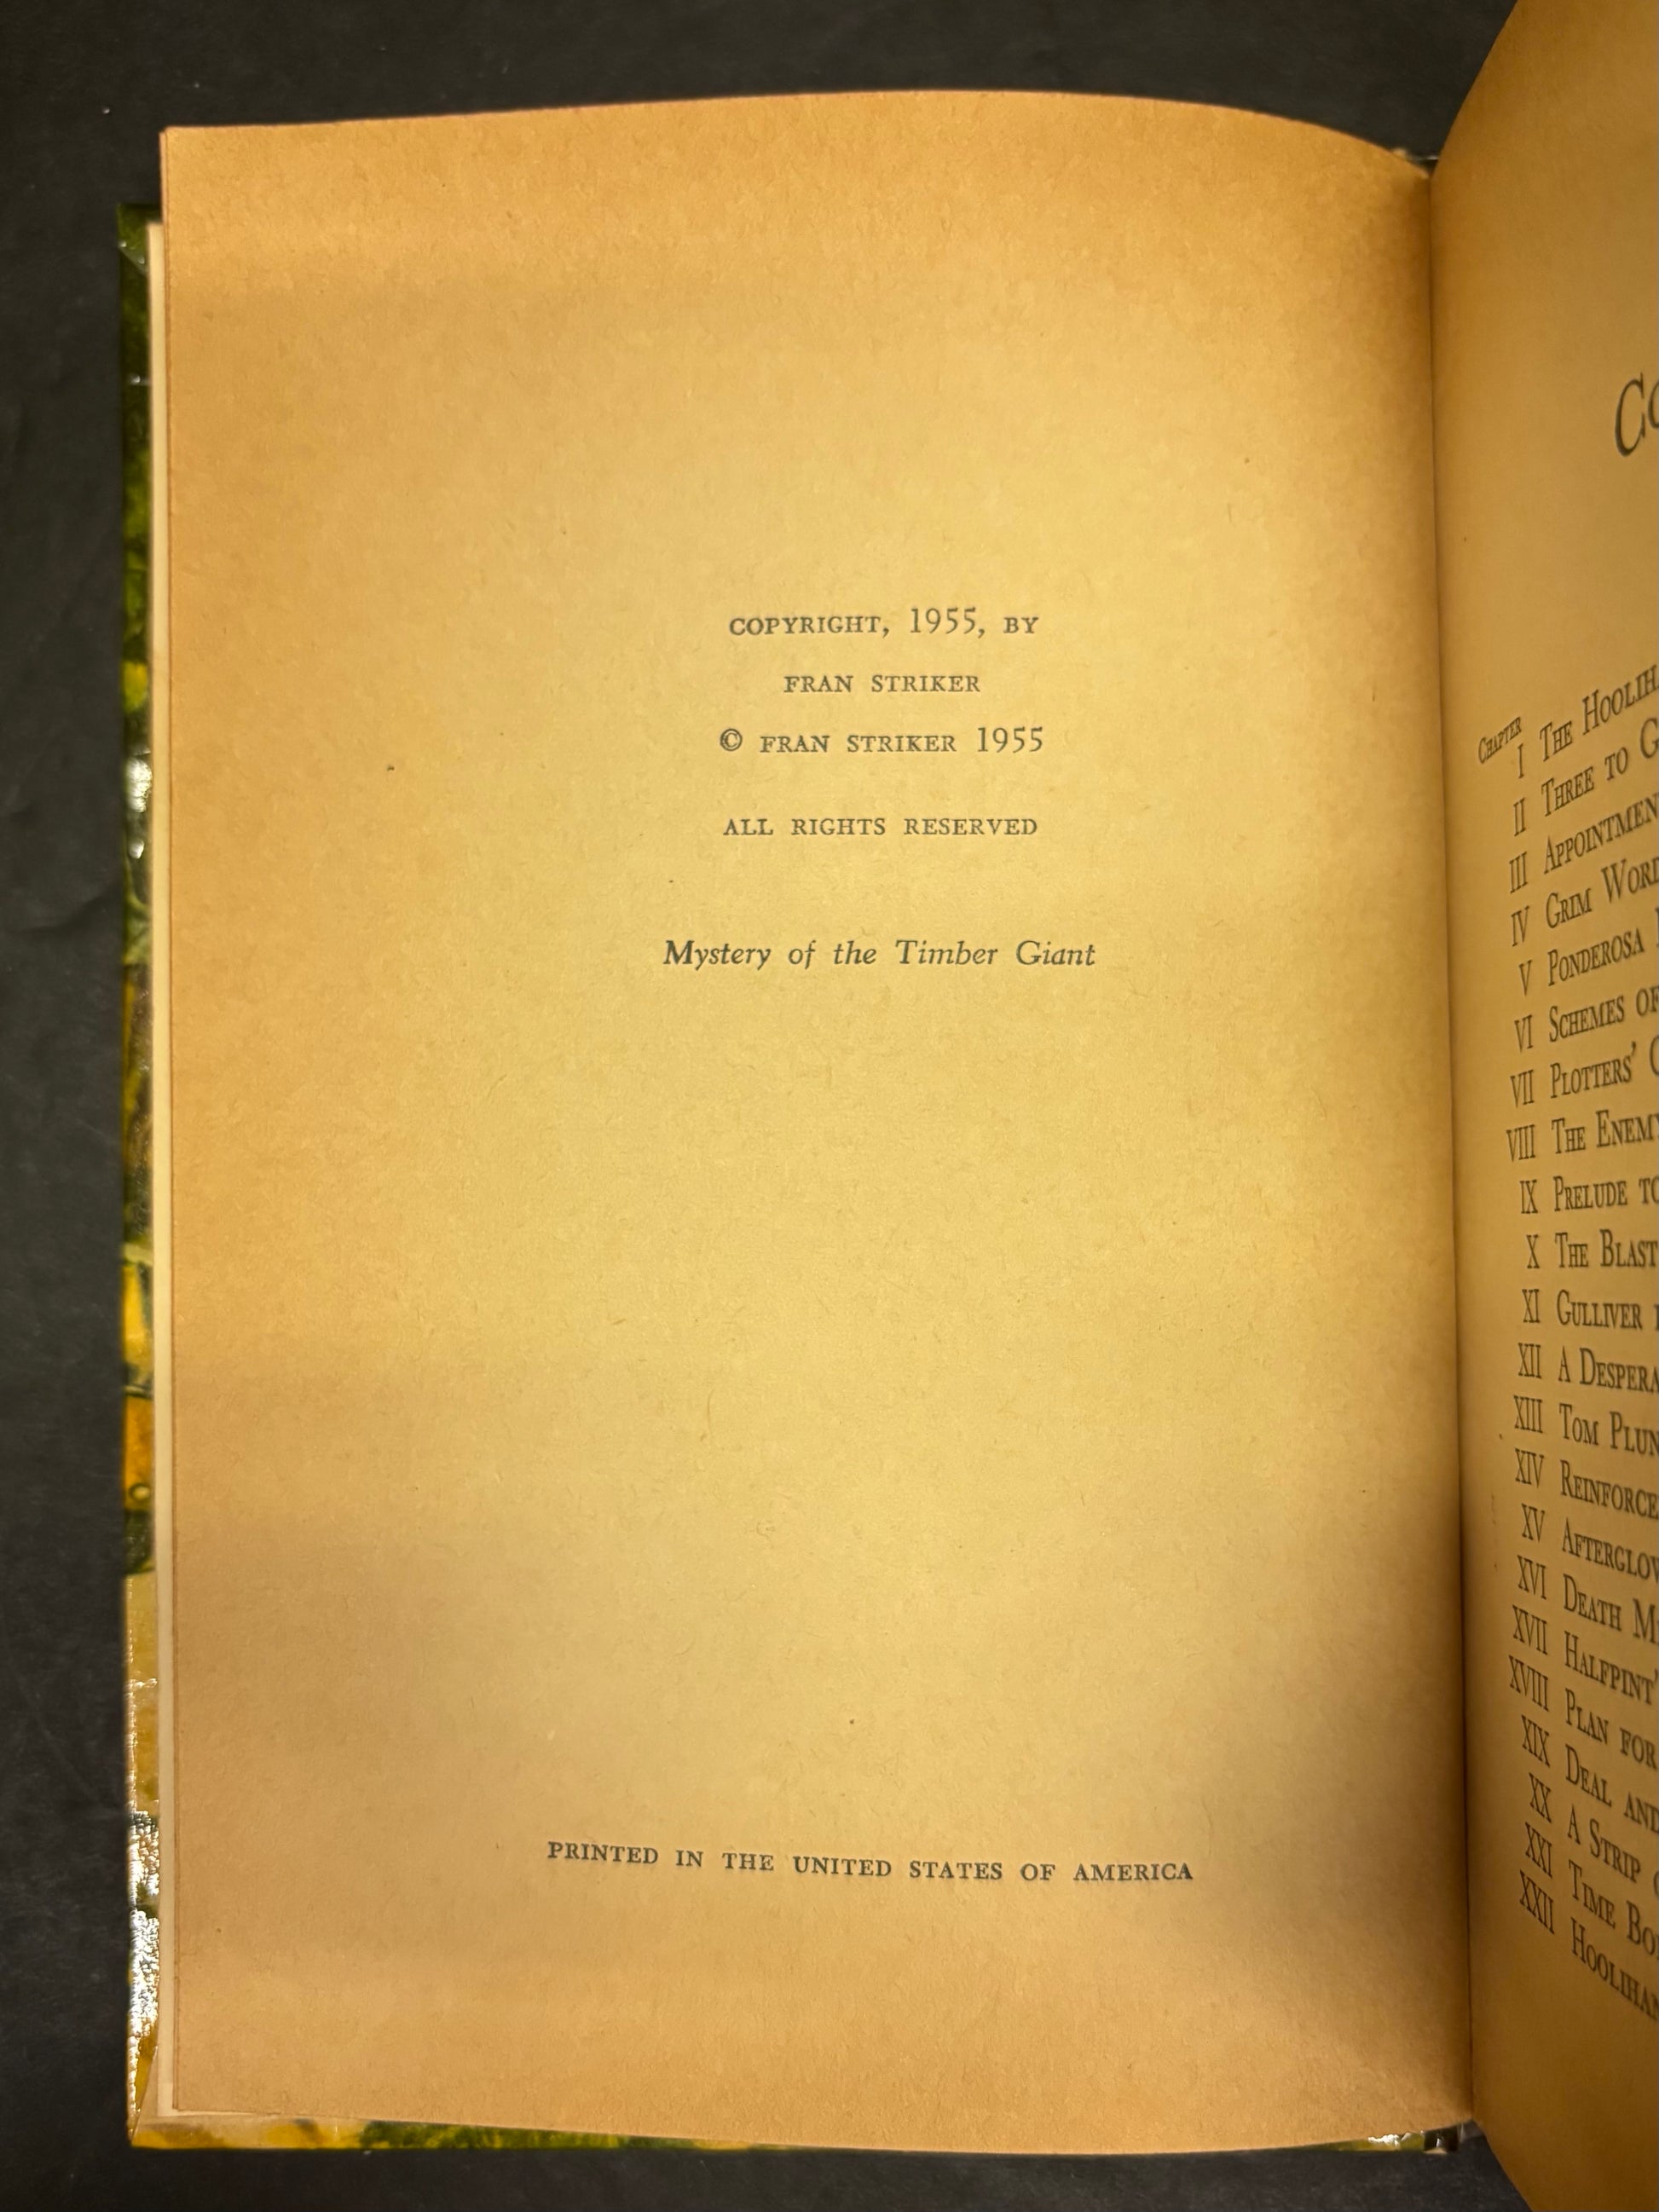 COPYRIGHT, 1955, BY
FRAN STRIKER
© FRAN STRIKER 1955
ALL RIGHTS RESERVED
Mystery of the Timber Giant
PRINTED IN THE UNITED STATES OF AMERICA
CHAPTER
I THE
II THREE TO
III
IV GRIM
V PONDEROSA
VI SCHEMES
VII PLOTTERS'
VIII THE
IX PRELUDE
X THE BLAST
XI GULLIVER
XII A
XIII TOM
XIV
XV
XVI DEATH
XVII
XVIII PLAN FOR
XIX DEAL AND
XX A STRIP
XXI TIME
XXII